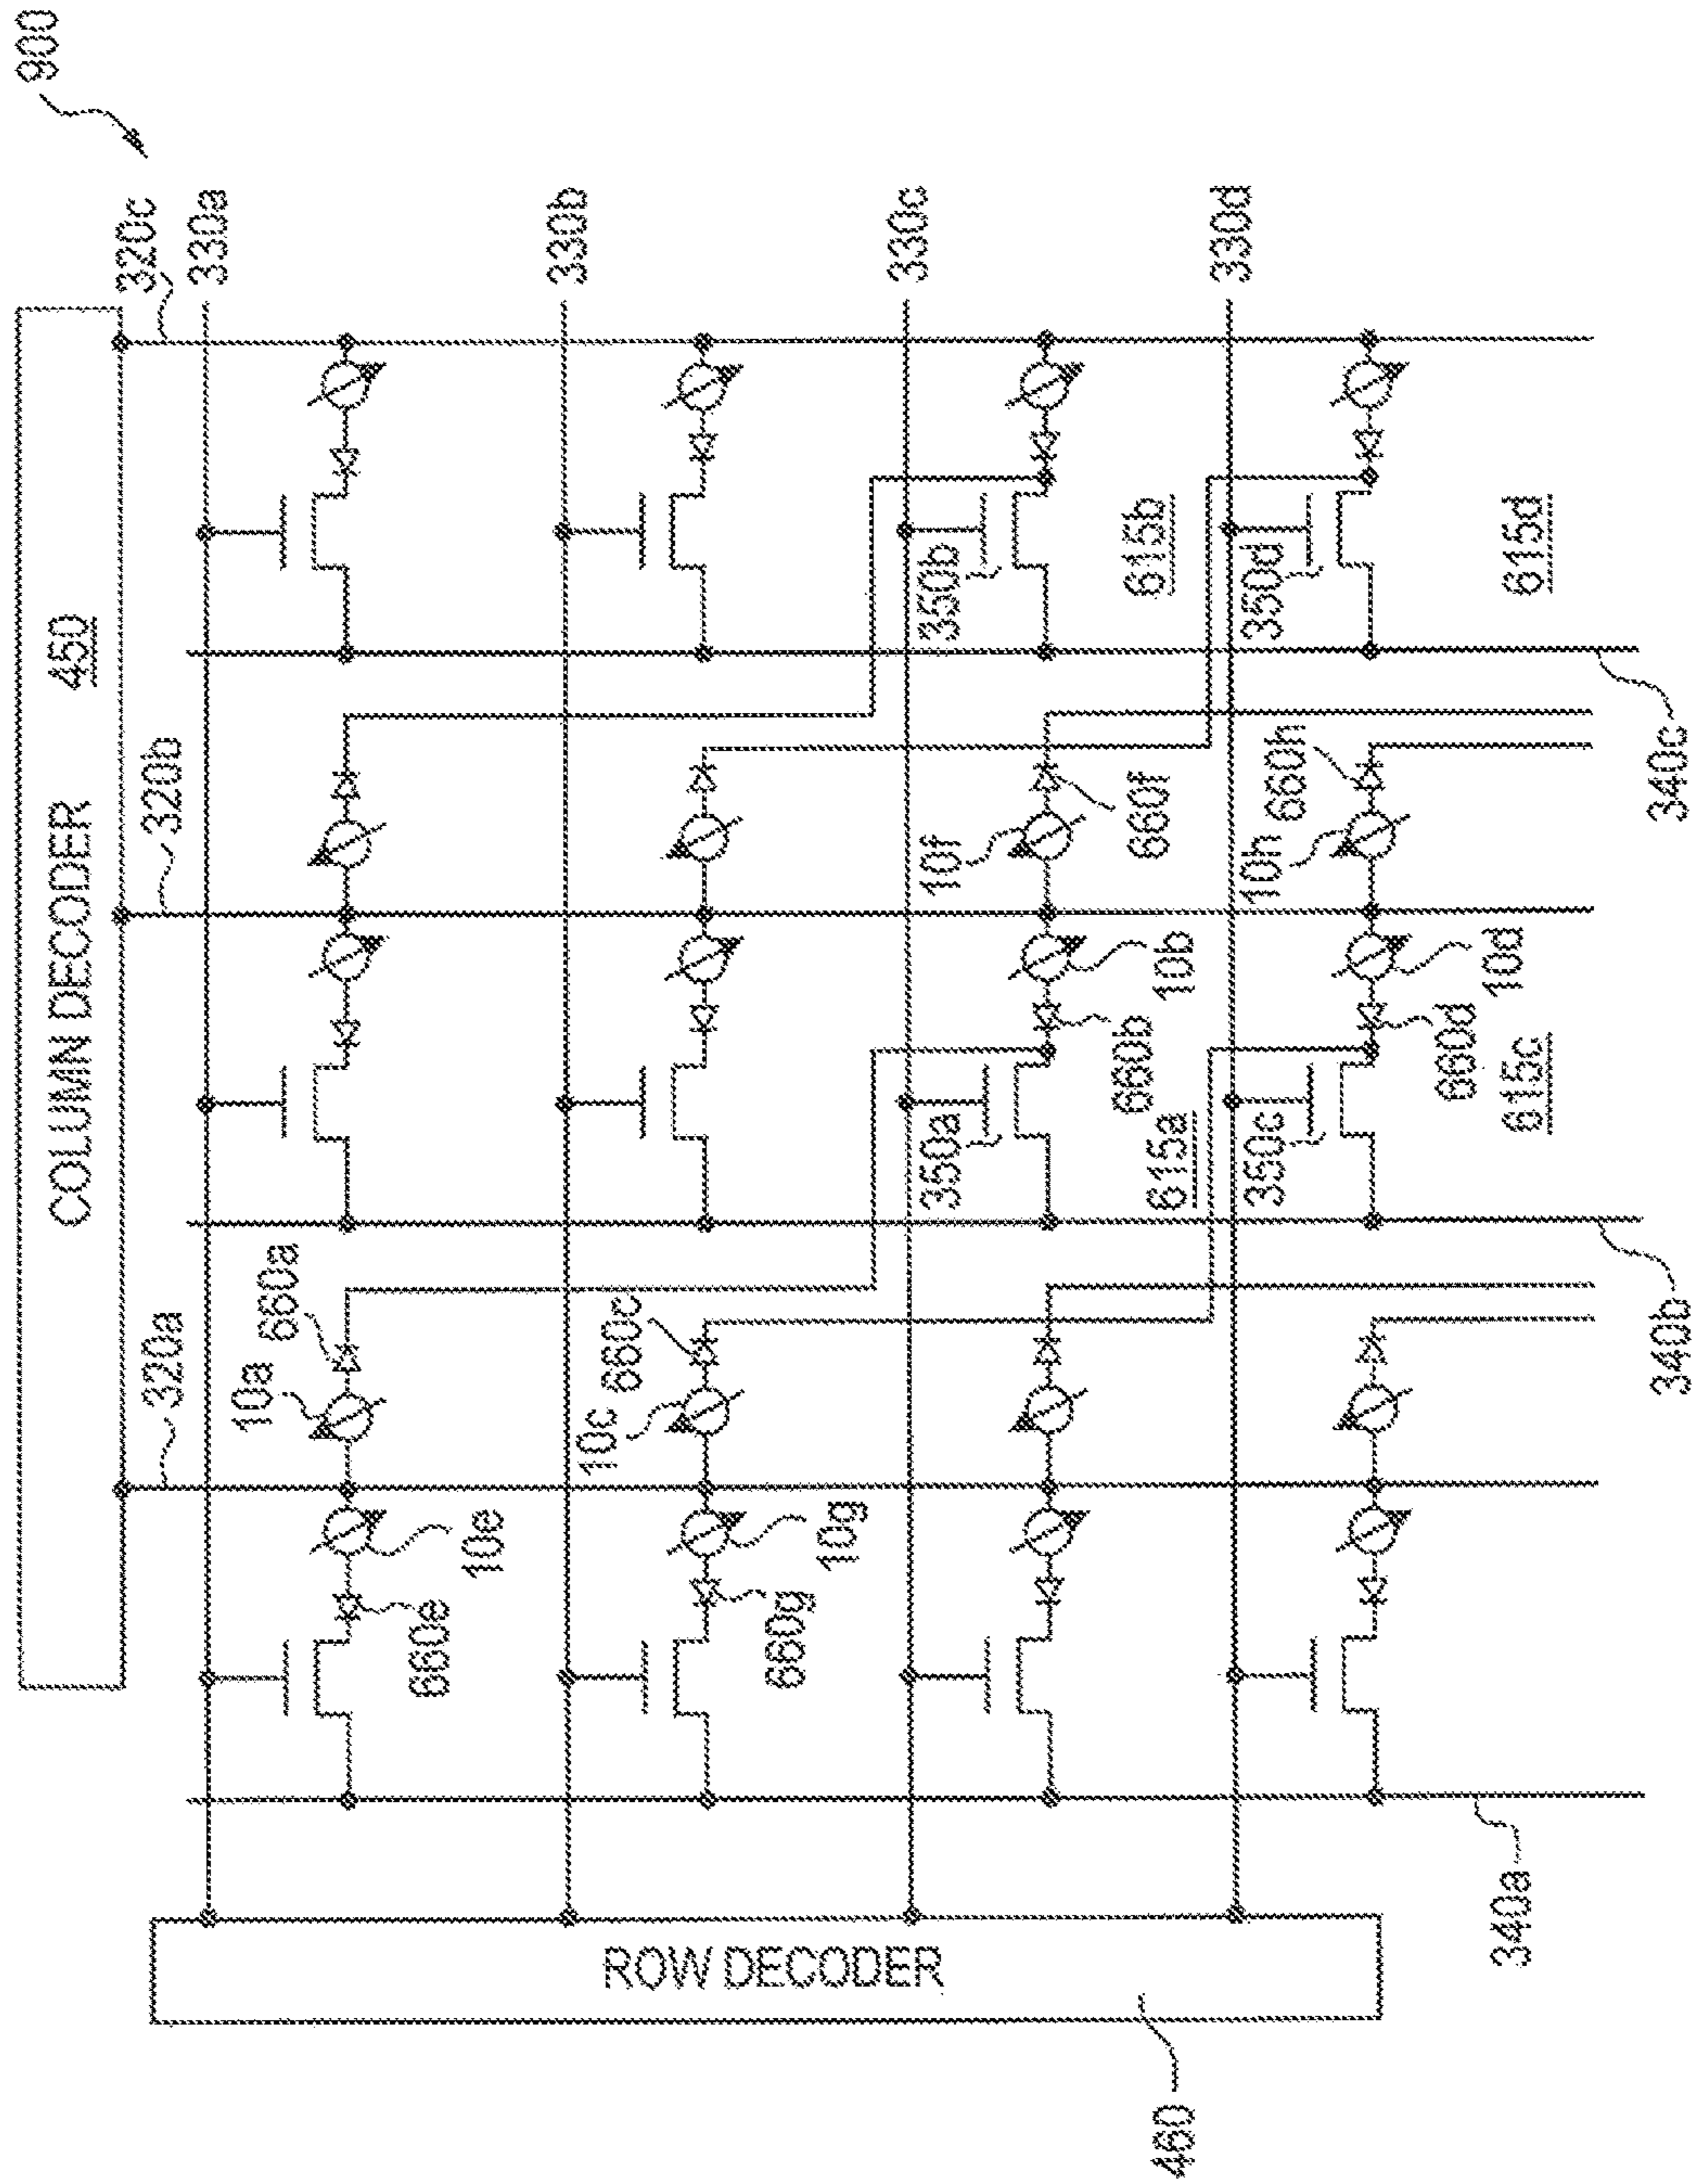 900
COLUMN DECODER 450
320a
320b
320c
330a
330b
330c
330d
10a
660a
10e
660e
10c
660c
10g
660g
350a
615a
660b
10b
10f
660f
350b
615b
350c
615c
660d
10d
10h
660h
350d
615d
340a
340b
340c
ROW DECODER
460